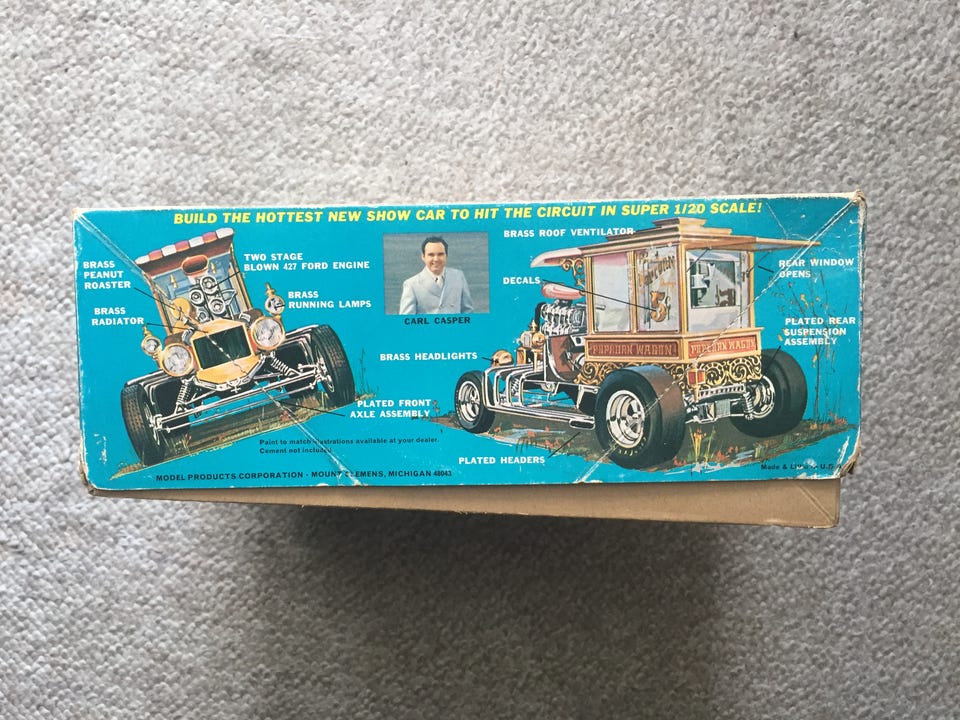 BUILD THE HOTTEST NEW SHOW CAR TO HIT THE CIRCUIT IN SUPER 1/20 SCALE!
BRASS
PEANUT
ROASTER
TWO STAGE
BLOWN 427 FORD ENGINE
BRASS
RUNNING LAMPS
BRASS
RADIATOR
PLATED FRONT
AXLE ASSEMBLY
CARL CASPER
BRASS ROOF VENTILATOR
DECALS
BRASS HEADLIGHTS
REAR WINDOW
OPENS
PLATED REAR
SUSPENSION
ASSEMBLY
POPCORN WAGON
POPCORN WAGON
PLATED HEADERS
Paint to match illustrations available at your dealer.
Cement not included
MODEL PRODUCTS CORPORATION - MOUNT CLEMENS, MICHIGAN 48043
Made & U.S.A.